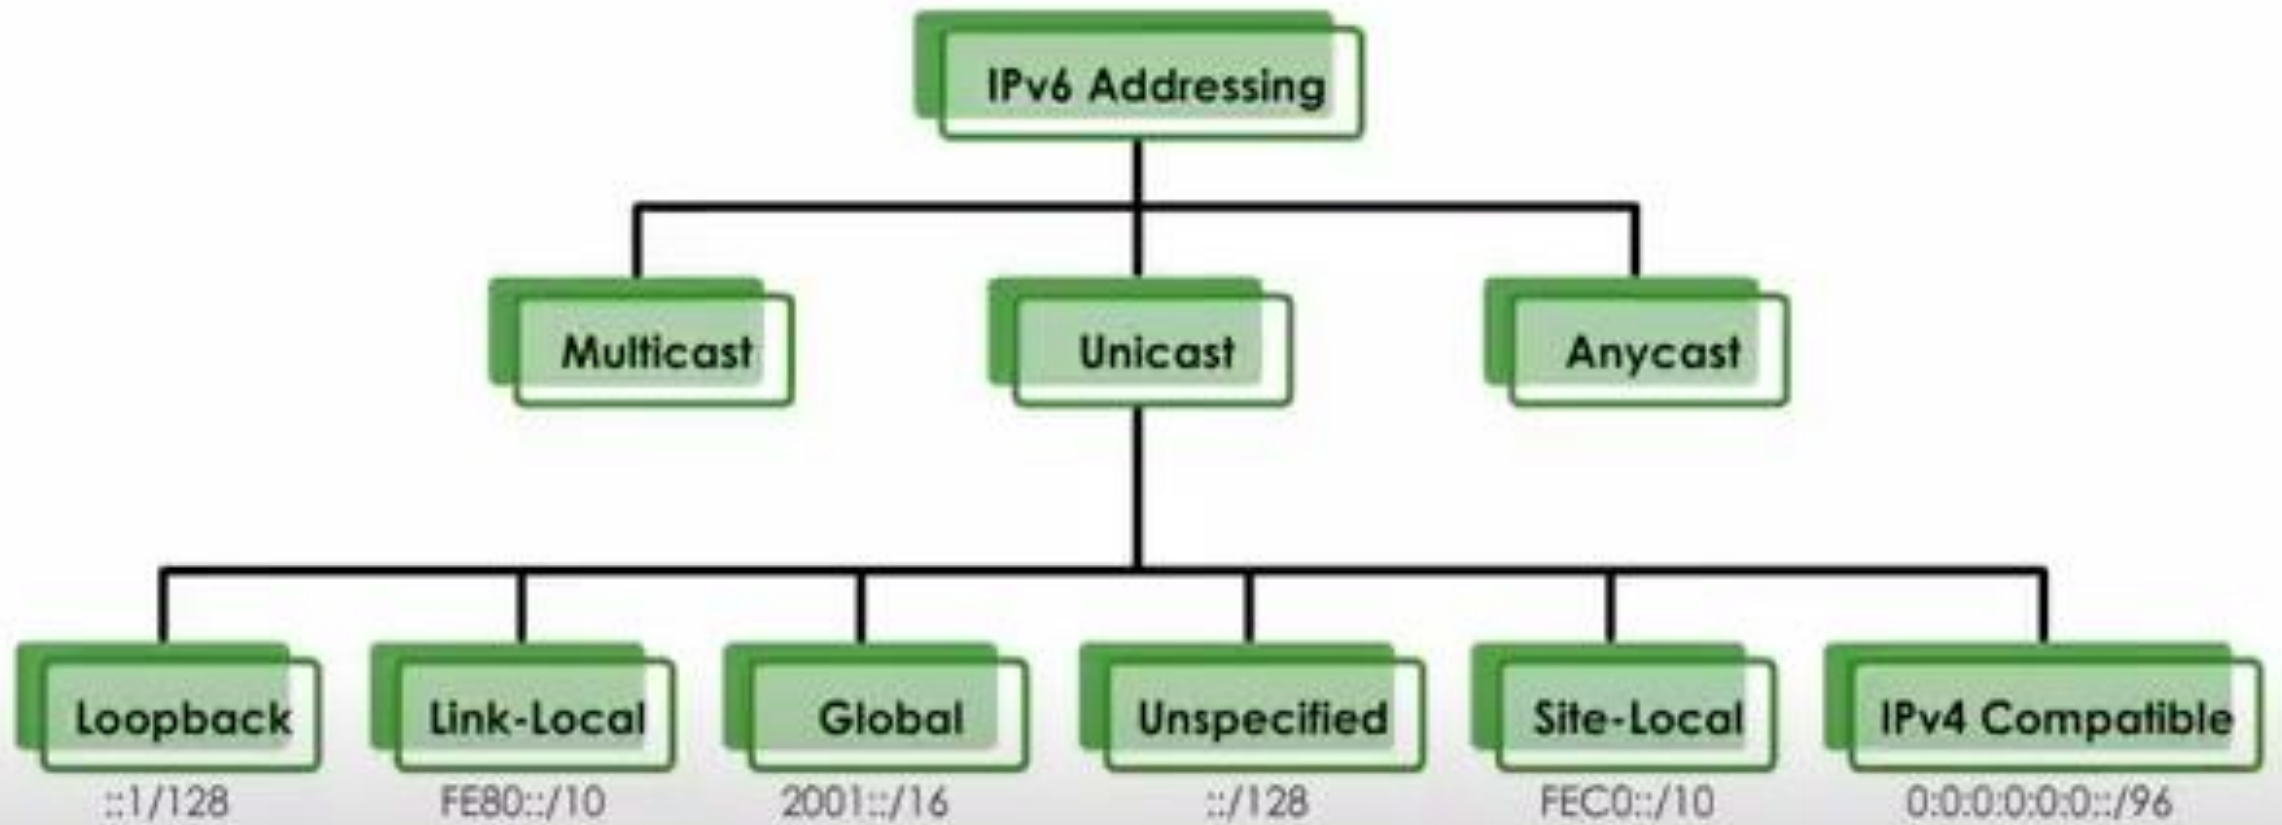 IPv6 Addressing
Multicast
Unicast
Anycast
Loopback
Link-Local
Global
Unspecified
Site-Local
IPv4 Compatible
::1/128
FE80::/10
2001::/16
::/128
FEC0::/10
0:0:0:0:0:0::/96